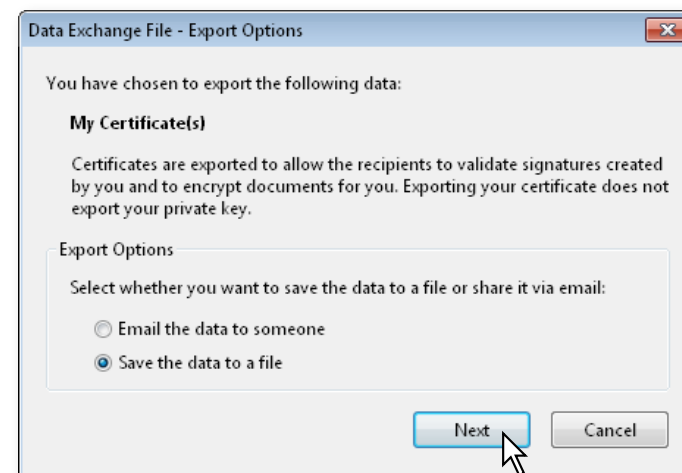 Data Exchange File - Export Options
You have chosen to export the following data:
My Certificate(s)
Certificates are exported to allow the recipients to validate signatures created
by you and to encrypt documents for you. Exporting your certificate does not
export your private key.
Export Options
Select whether you want to save the data to a file or share it via email:
Email the data to someone
Save the data to a file
Next Cancel